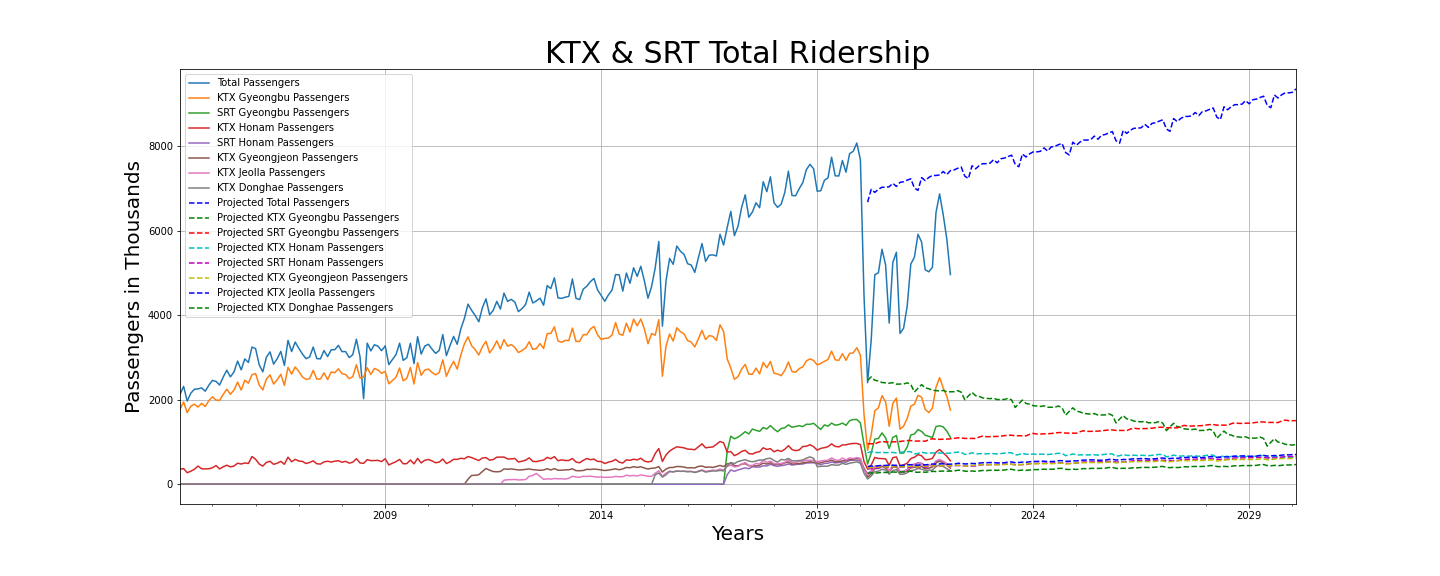 KTX & SRT Total Ridership
Total Passengers
KTX Gyeongbu Passengers
SRT Gyeongbu Passengers
KTX Honam Passengers
SRT Honam Passengers
KTX Gyeongjeon Passengers
KTX Jeolla Passengers
KTX Donghae Passengers
Projected Total Passengers
Projected KTX Gyeongbu Passengers
Projected SRT Gyeongbu Passengers
Projected KTX Honam Passengers
Projected SRT Honam Passengers
Projected KTX Gyeongjeon Passengers
Projected KTX Jeolla Passengers
Projected KTX Donghae Passengers
Passengers in Thousands
8000
6000
4000
2000
0
2009 2014 2019 2024 2029
Years